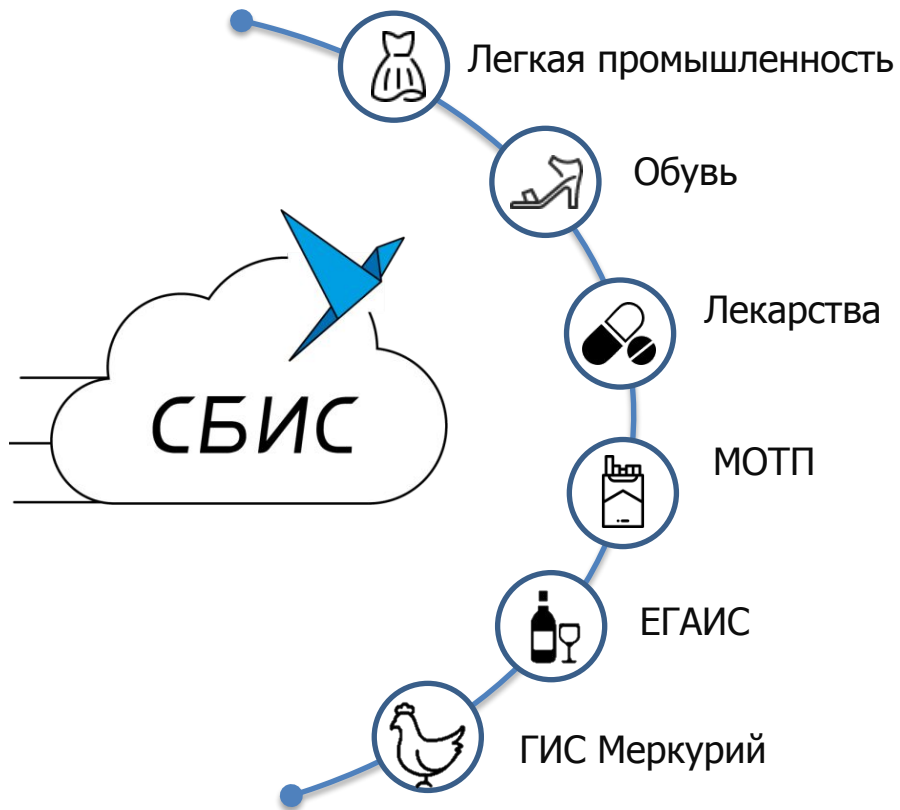 Легкая промышленность
Обувь
Лекарства
СБИС
МОТП
ЕГАИС
ГИС Меркурий